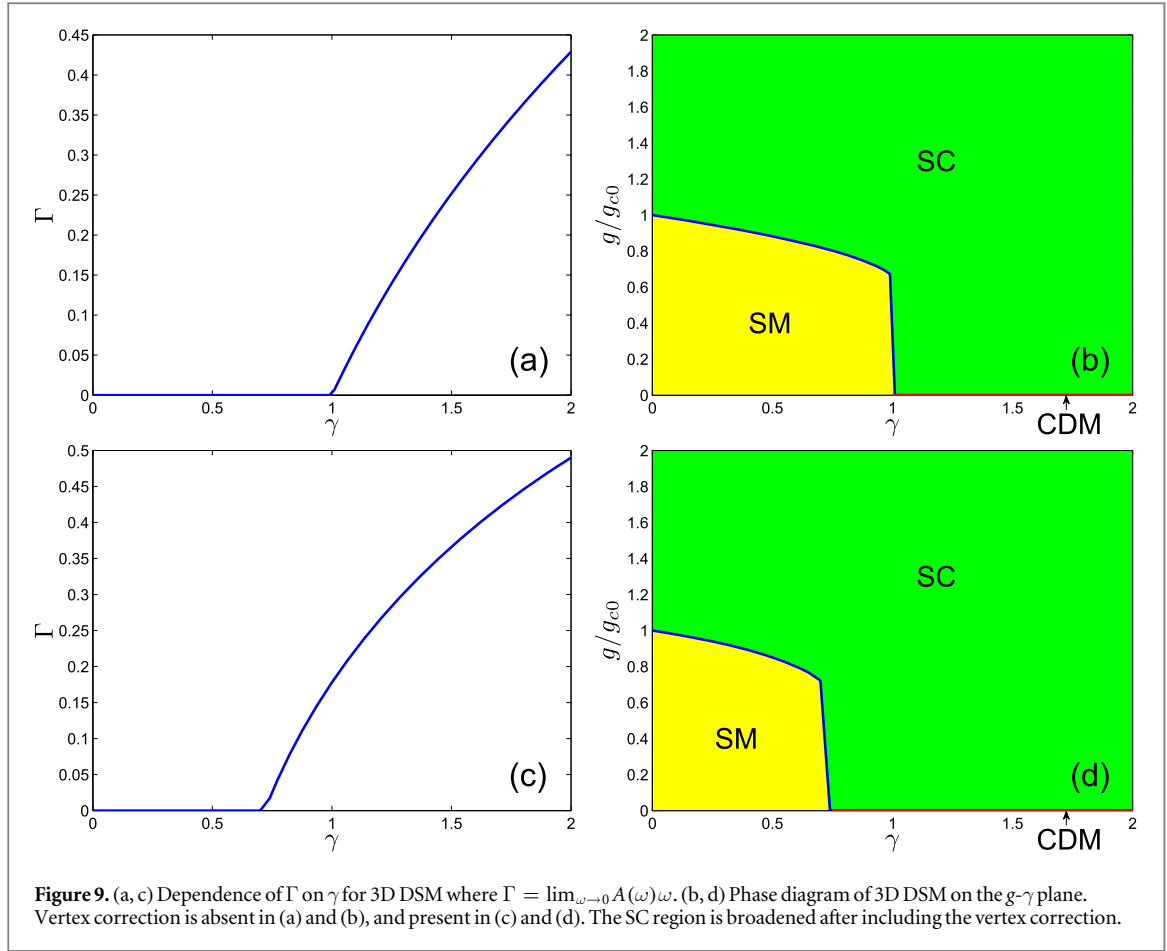 0.45
0.4
0.35
0.3
0.25
0.2
0.15
0.1
0.05
0
Γ
0 0.5 1 1.5 2
γ
(a)
2
1.8
1.6
1.4
1.2
1
0.8
0.6
0.4
0.2
0
g/g_{c0}
SC
SM
(b)
0 0.5 1 1.5 2
γ
CDM
0.5
0.45
0.4
0.35
0.3
0.25
0.2
0.15
0.1
0.05
0
Γ
0 0.5 1 1.5 2
γ
(c)
2
1.8
1.6
1.4
1.2
1
0.8
0.6
0.4
0.2
0
g/g_{c0}
SC
SM
(d)
0 0.5 1 1.5 2
γ
CDM
Figure 9. (a, c) Dependence of Γ on γ for 3D DSM where Γ = lim_{ω→0} A(ω)ω. (b, d) Phase diagram of 3D DSM on the g-γ plane.
Vertex correction is absent in (a) and (b), and present in (c) and (d). The SC region is broadened after including the vertex correction.